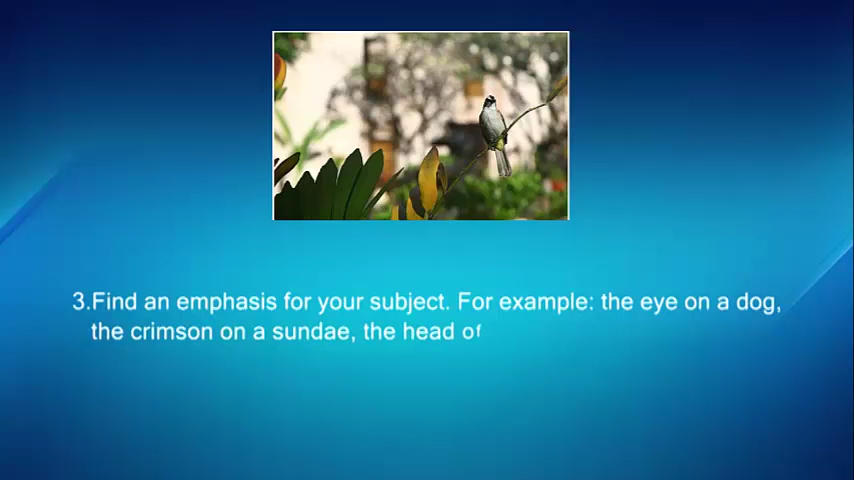 3.Find an emphasis for your subject. For example: the eye on a dog,
the crimson on a sundae, the head of